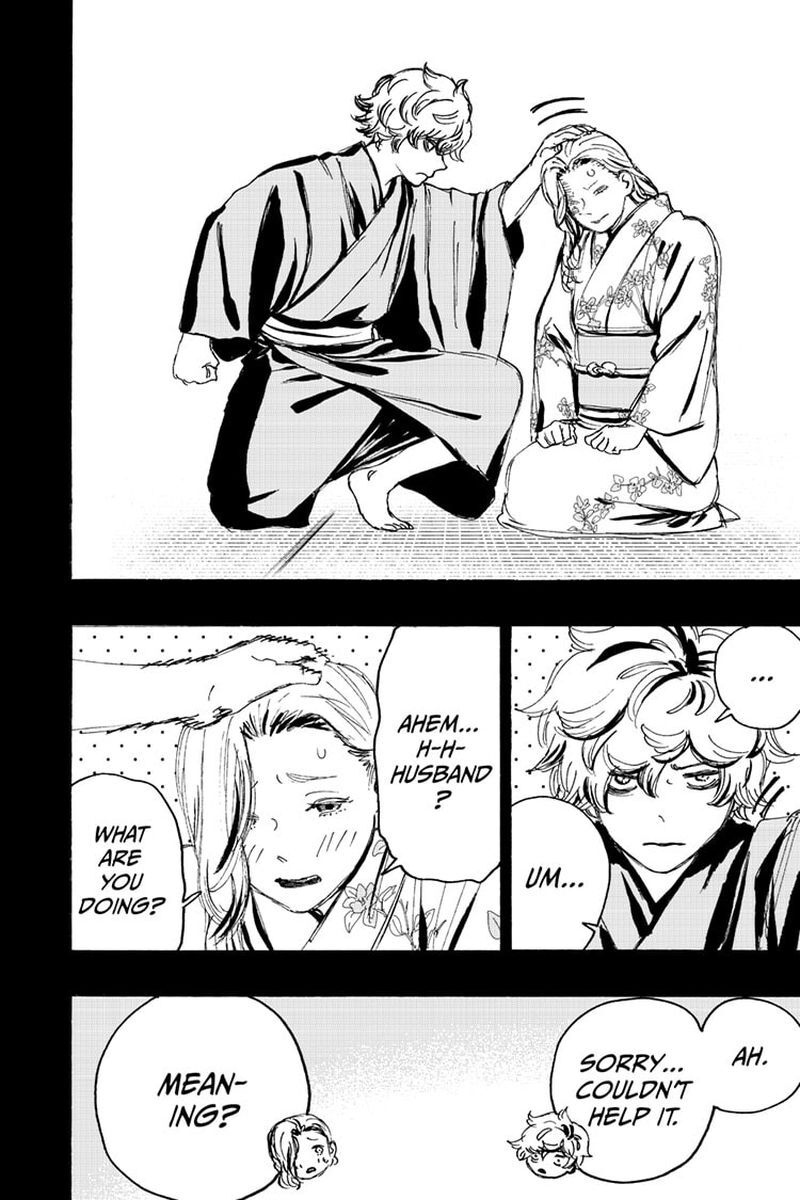 ...
UM...
AHEM...
H-H-
HUSBAND
?
WHAT
ARE
YOU
DOING?
AH.
SORRY...
COULDN'T
HELP IT.
MEAN-
ING?